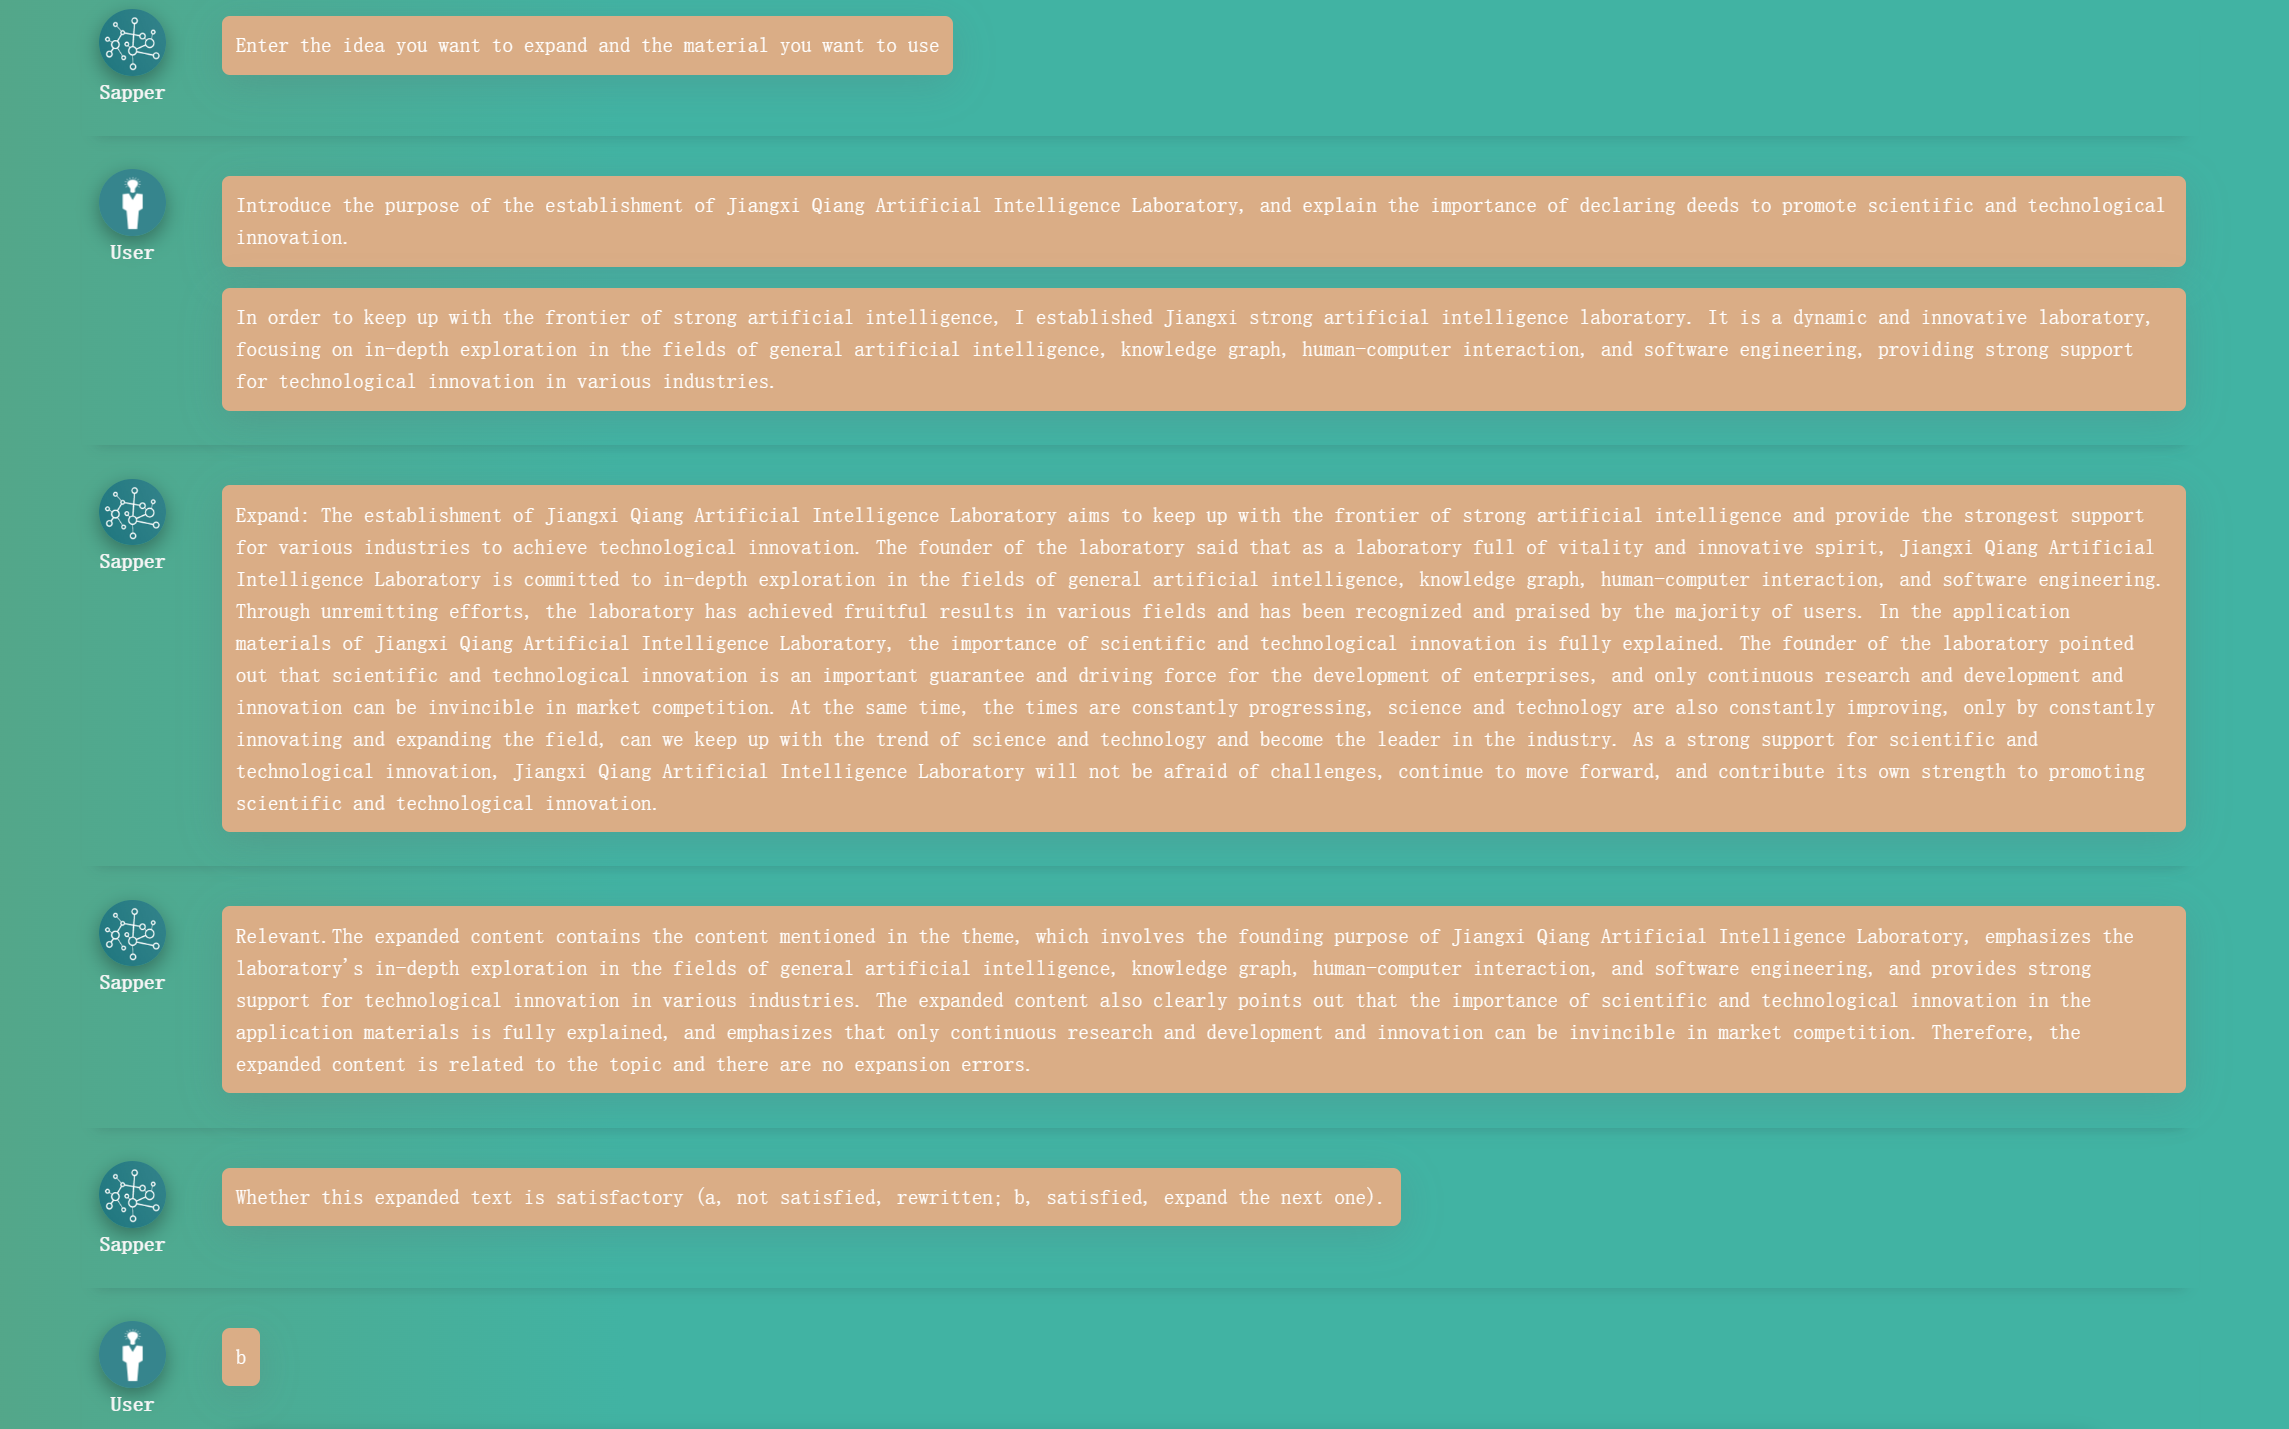 Enter the idea you want to expand and the material you want to use
Sapper
Introduce the purpose of the establishment of Jiangxi Qiang Artificial Intelligence Laboratory, and explain the importance of declaring deeds to promote scientific and technological
innovation.
User
In order to keep up with the frontier of strong artificial intelligence, I established Jiangxi strong artificial intelligence laboratory. It is a dynamic and innovative laboratory,
focusing on in-depth exploration in the fields of general artificial intelligence, knowledge graph, human-computer interaction, and software engineering, providing strong support
for technological innovation in various industries.
Expand: The establishment of Jiangxi Qiang Artificial Intelligence Laboratory aims to keep up with the frontier of strong artificial intelligence and provide the strongest support
for various industries to achieve technological innovation. The founder of the laboratory said that as a laboratory full of vitality and innovative spirit, Jiangxi Qiang Artificial
Sapper
Intelligence Laboratory is committed to in-depth exploration in the fields of general artificial intelligence, knowledge graph, human-computer interaction, and software engineering.
Through unremitting efforts, the laboratory has achieved fruitful results in various fields and has been recognized and praised by the majority of users. In the application
materials of Jiangxi Qiang Artificial Intelligence Laboratory, the importance of scientific and technological innovation is fully explained. The founder of the laboratory pointed
out that scientific and technological innovation is an important guarantee and driving force for the development of enterprises, and only continuous research and development and
innovation can be invincible in market competition. At the same time, the times are constantly progressing, science and technology are also constantly improving, only by constantly
innovating and expanding the field, can we keep up with the trend of science and technology and become the leader in the industry. As a strong support for scientific and
technological innovation, Jiangxi Qiang Artificial Intelligence Laboratory will not be afraid of challenges, continue to move forward, and contribute its own strength to promoting
scientific and technological innovation.
Relevant.The expanded content contains the content mentioned in the theme, which involves the founding purpose of Jiangxi Qiang Artificial Intelligence Laboratory, emphasizes the
laboratory's in-depth exploration in the fields of general artificial intelligence, knowledge graph, human-computer interaction, and software engineering, and provides strong
Sapper
support for technological innovation in various industries. The expanded content also clearly points out that the importance of scientific and technological innovation in the
application materials is fully explained, and emphasizes that only continuous research and development and innovation can be invincible in market competition. Therefore, the
expanded content is related to the topic and there are no expansion errors.
Whether this expanded text is satisfactory (a, not satisfied, rewritten; b, satisfied, expand the next one).
Sapper
b
User